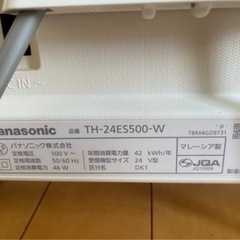 C IN
Panasonic 品番 TH-24ES500-W
パナソニック株式会社
定格電圧 100 V~
定格周波数 50/60 Hz
定格消費電力 46 W
年間消費電力量 42 kWh/年
受信機型サイズ 24 V型
区分名 DK1
- P -
TBM4GD9731
マレーシア製
JQA